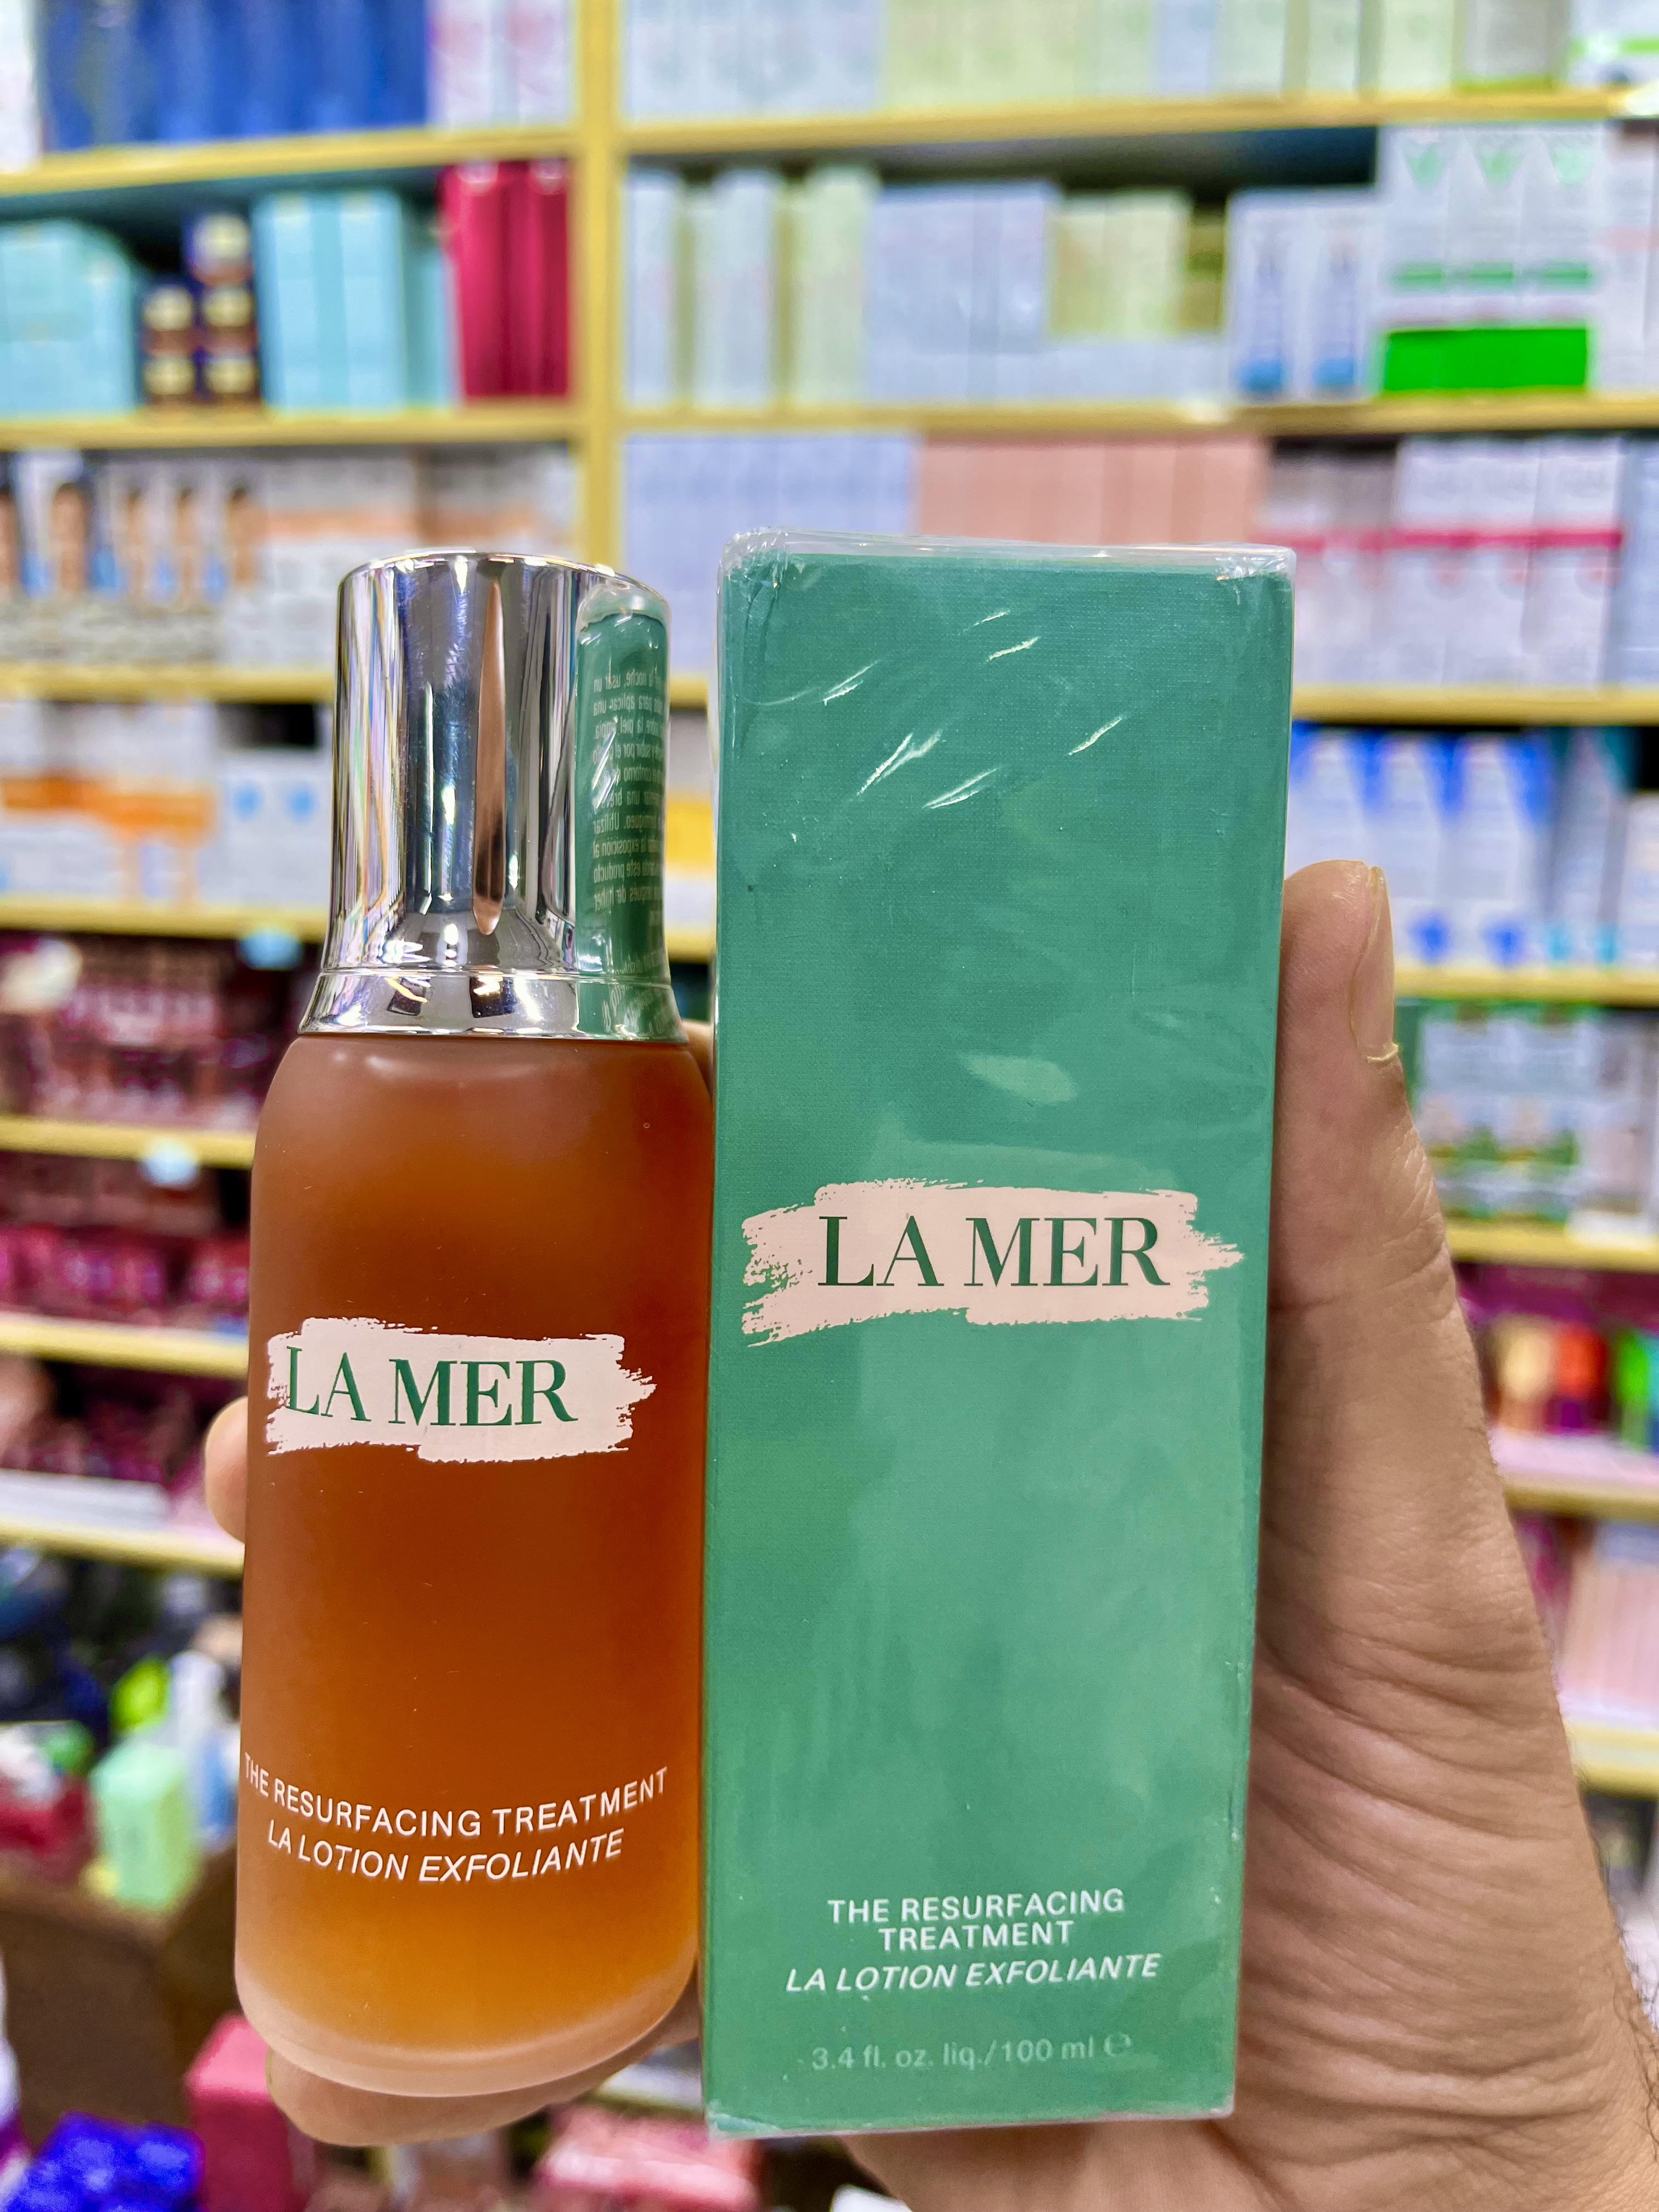 LA MER
THE RESURFACING TREATMENT
LA LOTION EXFOLIANTE
LA MER
THE RESURFACING
TREATMENT
LA LOTION EXFOLIANTE
3.4 fl. oz. liq./100 ml ℮